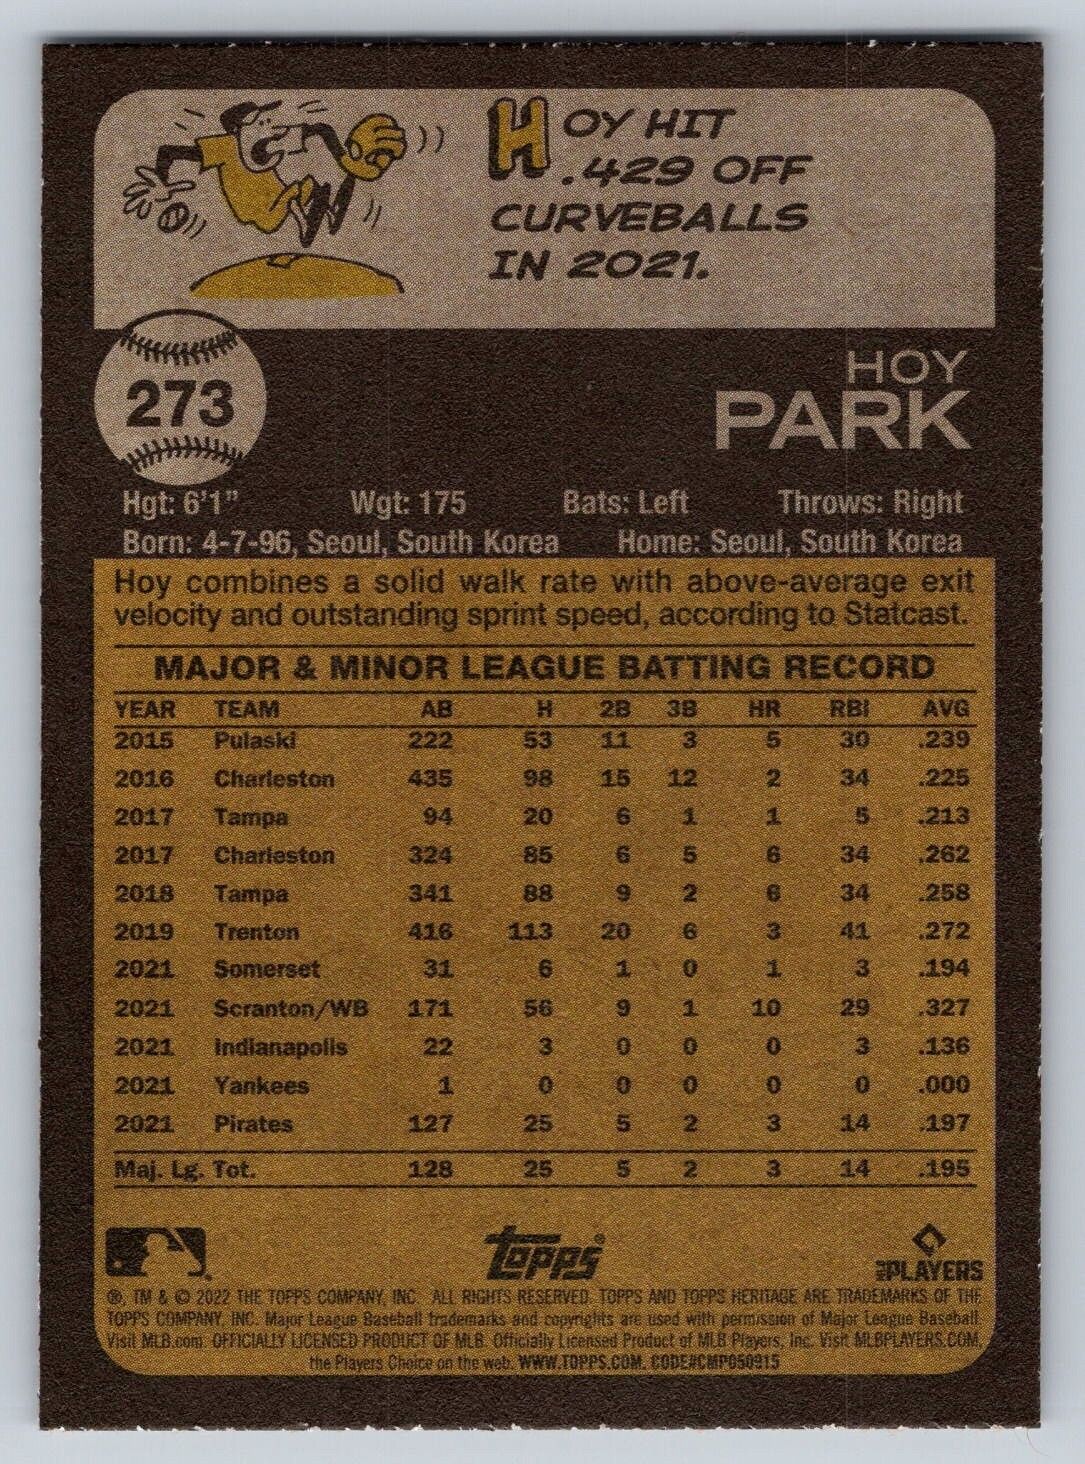 HOY HIT
.429 OFF
CURVEBALLS
IN 2021.
273
HOY
PARK
Hgt: 6'1" Wgt: 175 Bats: Left Throws: Right
Born: 4-7-96, Seoul, South Korea Home: Seoul, South Korea
Hoy combines a solid walk rate with above-average exit
velocity and outstanding sprint speed, according to Statcast.
MAJOR & MINOR LEAGUE BATTING RECORD
YEAR TEAM AB H 2B 3B HR RBI AVG
2015 Pulaski 222 53 11 3 5 30 .239
2016 Charleston 435 98 15 12 2 34 .225
2017 Tampa 94 20 6 1 1 5 .213
2017 Charleston 324 85 6 5 6 34 .262
2018 Tampa 341 88 9 2 6 34 .258
2019 Trenton 416 113 20 6 3 41 .272
2021 Somerset 31 6 1 0 1 3 .194
2021 Scranton/WB 171 56 9 1 10 29 .327
2021 Indianapolis 22 3 0 0 0 3 .136
2021 Yankees 1 0 0 0 0 0 .000
2021 Pirates 127 25 5 2 3 14 .197
Maj. Lg. Tot. 128 25 5 2 3 14 .195
Topps®
MLB PLAYERS
®, TM & © 2022 THE TOPPS COMPANY, INC. ALL RIGHTS RESERVED. TOPPS AND TOPPS HERITAGE ARE TRADEMARKS OF THE
TOPPS COMPANY, INC. Major League Baseball trademarks and copyrights are used with permission of Major League Baseball.
Visit MLB.com. OFFICIALLY LICENSED PRODUCT OF MLB. Officially Licensed Product of MLB Players, Inc. Visit MLBPLAYERS.COM,
the Players Choice on the web. WWW.TOPPS.COM. CODE#CMP050915